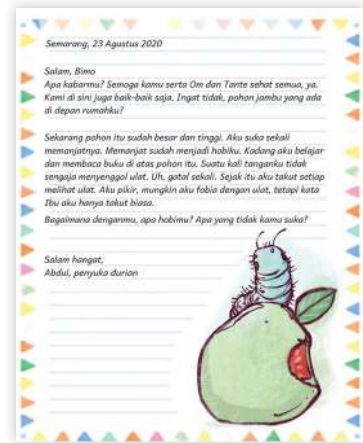 Semarang, 23 Agustus 2020
Salam, Bimo
Apa kabarmu? Semoga kamu serta Om dan Tante sehat semua, ya.
Kami di sini juga baik-baik saja. Ingat tidak, pohon jambu yang ada
di depan rumahku?
Sekarang pohon itu sudah besar dan tinggi. Aku suka sekali
memanjatnya. Memanjat sudah menjadi hobiku. Kadang aku belajar
dan membaca buku di atas pohon itu. Suatu kali tanganku tidak
sengaja menyenggol ulat. Uh, gatal sekali. Sejak itu aku takut setiap
melihat ulat. Aku pikir, mungkin aku fobia dengan ulat, tetapi kata
Ibu aku hanya takut biasa.
Bagaimana denganmu, apa hobimu? Apa yang tidak kamu suka?
Salam hangat,
Abdul, penyuka durian